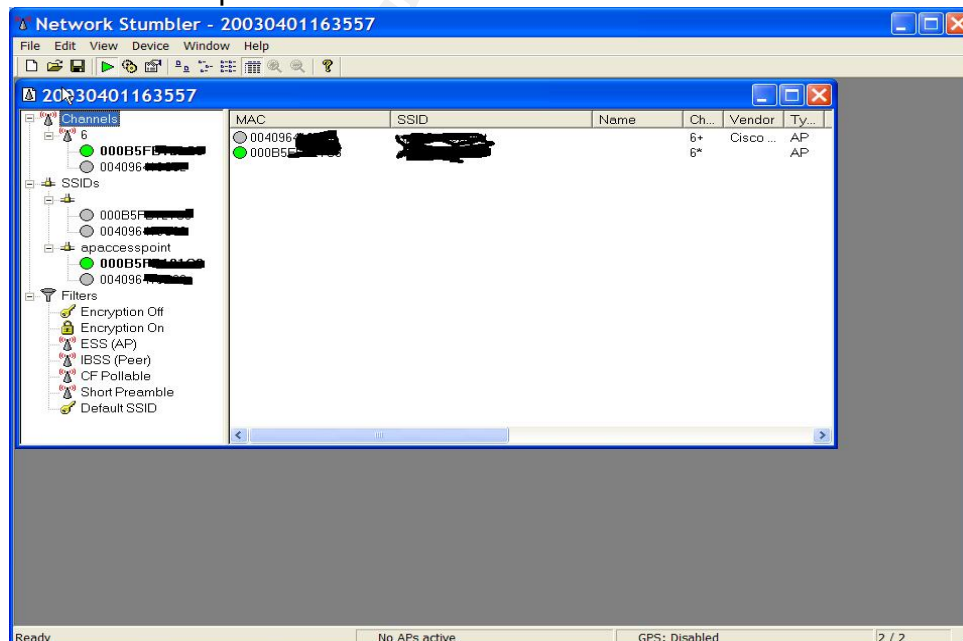 Network Stumbler - 20030401163557
File Edit View Device Window Help
20030401163557
Channels
6
000B5F
004096
SSIDs
000B5F
004096
apaccesspoint
000B5F
004096
Filters
Encryption Off
Encryption On
ESS (AP)
IBSS (Peer)
CF Pollable
Short Preamble
Default SSID
MAC SSID Name Ch... Vendor Ty...
004096 6+ Cisco ... AP
000B5 6* AP
Ready No APs active GPS: Disabled 2 / 2